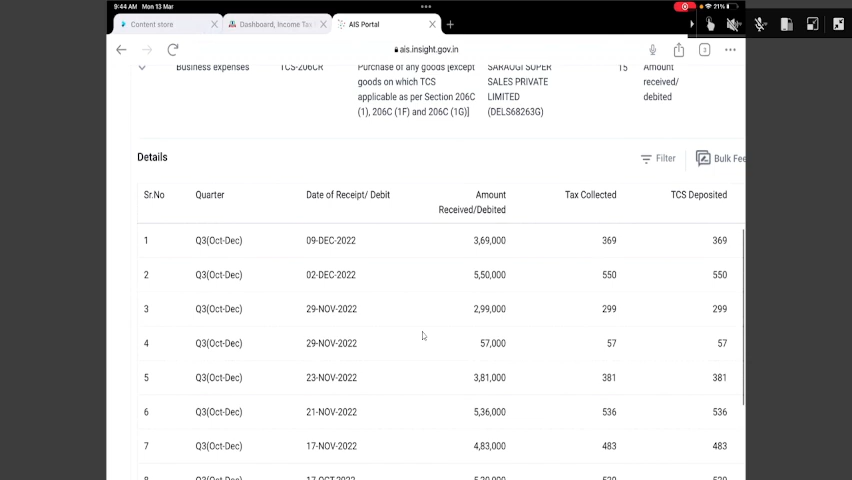 9:44 AM Mon 13 Mar
21%
Content store
Dashboard, Income Tax
AIS Portal
ais.insight.gov.in
3
Business expenses TCS-206CR Purchase of any goods [except SARAOGI SUPER 15 Amount
goods on which TCS SALES PRIVATE received/
applicable as per Section 206C LIMITED debited
(1), 206C (1F) and 206C (1G)] (DELS68263G)
Details Filter Bulk Fee
Sr.No Quarter Date of Receipt/ Debit Amount Tax Collected TCS Deposited
Received/Debited
1 Q3(Oct-Dec) 09-DEC-2022 3,69,000 369 369
2 Q3(Oct-Dec) 02-DEC-2022 5,50,000 550 550
3 Q3(Oct-Dec) 29-NOV-2022 2,99,000 299 299
4 Q3(Oct-Dec) 29-NOV-2022 57,000 57 57
5 Q3(Oct-Dec) 23-NOV-2022 3,81,000 381 381
6 Q3(Oct-Dec) 21-NOV-2022 5,36,000 536 536
7 Q3(Oct-Dec) 17-NOV-2022 4,83,000 483 483
Q3(Oct-Dec) 17-OCT-2022